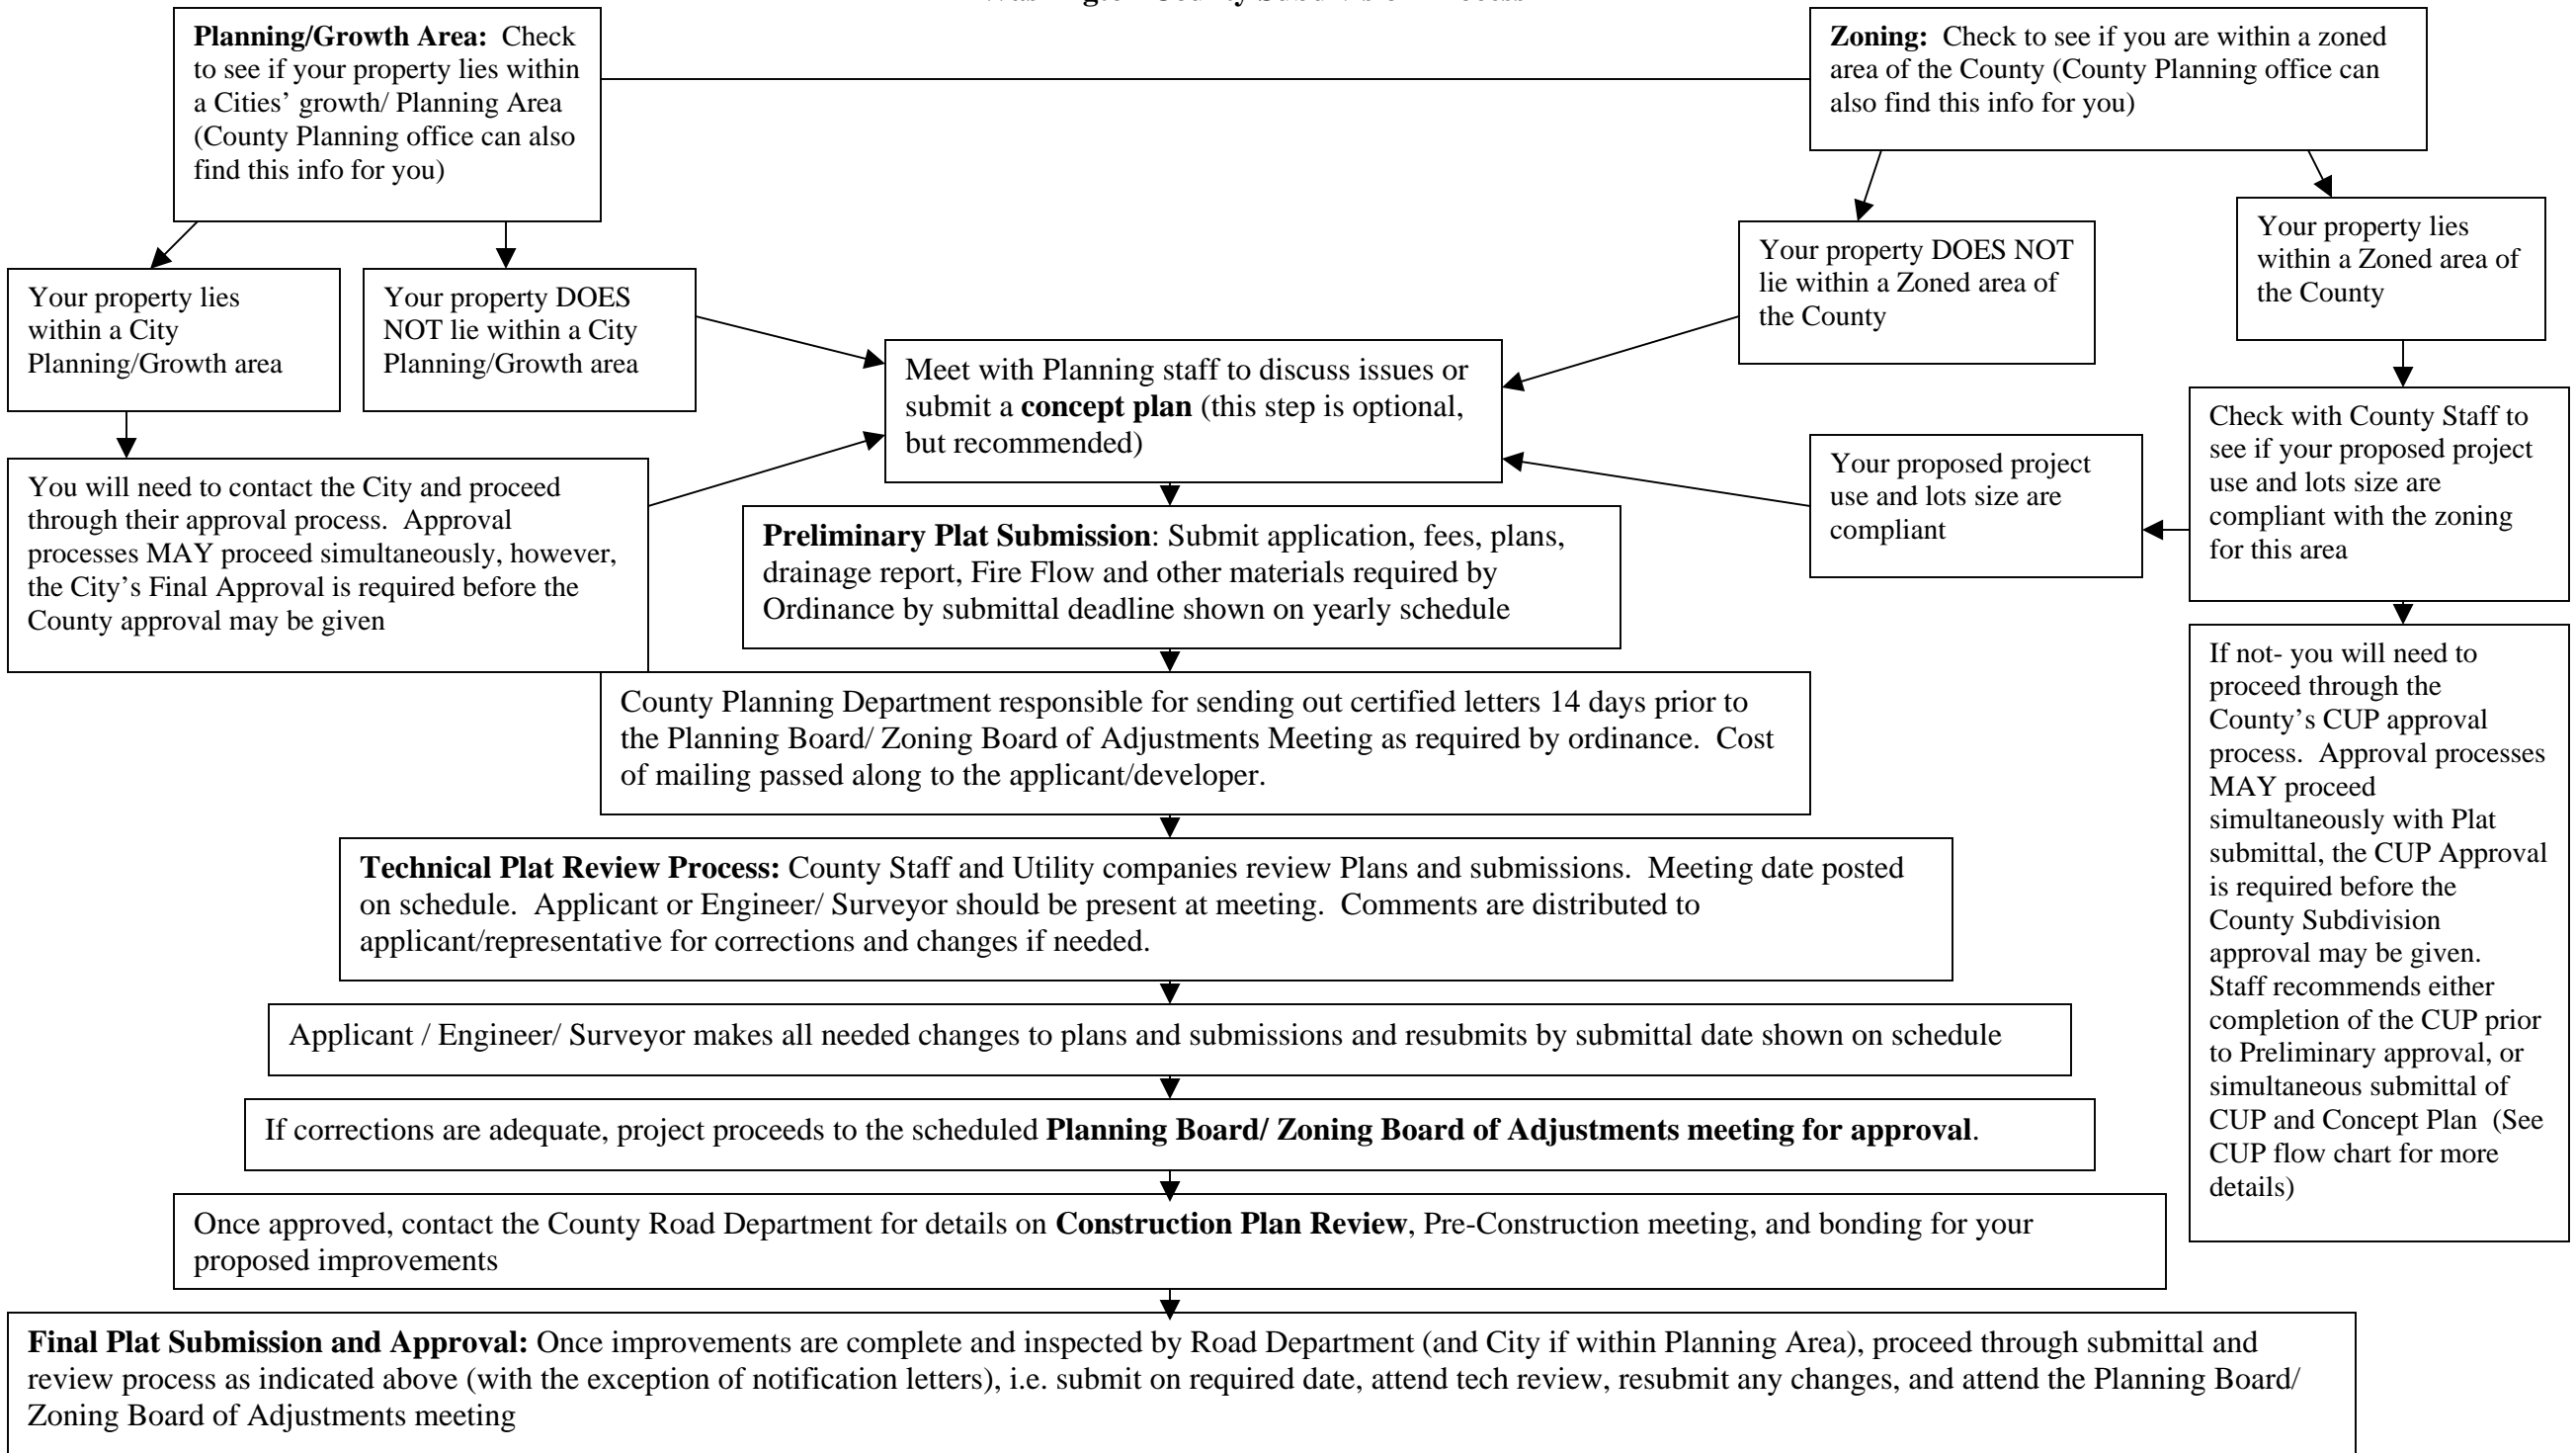 Washington County Subdivision Process
Planning/Growth Area: Check
to see if your property lies within
a Cities’ growth/ Planning Area
(County Planning office can also
find this info for you)
Zoning: Check to see if you are within a zoned
area of the County (County Planning office can
also find this info for you)
Your property lies
within a City
Planning/Growth area
Your property DOES
NOT lie within a City
Planning/Growth area
Your property DOES NOT
lie within a Zoned area of
the County
Your property lies
within a Zoned area of
the County
You will need to contact the City and proceed
through their approval process. Approval
processes MAY proceed simultaneously, however,
the City’s Final Approval is required before the
County approval may be given
Meet with Planning staff to discuss issues or
submit a concept plan (this step is optional,
but recommended)
Your proposed project
use and lots size are
compliant
Check with County Staff to
see if your proposed project
use and lots size are
compliant with the zoning
for this area
If not- you will need to
proceed through the
County’s CUP approval
process. Approval processes
MAY proceed
simultaneously with Plat
submittal, the CUP Approval
is required before the
County Subdivision
approval may be given.
Staff recommends either
completion of the CUP prior
to Preliminary approval, or
simultaneous submittal of
CUP and Concept Plan (See
CUP flow chart for more
details)
Preliminary Plat Submission: Submit application, fees, plans,
drainage report, Fire Flow and other materials required by
Ordinance by submittal deadline shown on yearly schedule
County Planning Department responsible for sending out certified letters 14 days prior to
the Planning Board/ Zoning Board of Adjustments Meeting as required by ordinance. Cost
of mailing passed along to the applicant/developer.
Technical Plat Review Process: County Staff and Utility companies review Plans and submissions. Meeting date posted
on schedule. Applicant or Engineer/ Surveyor should be present at meeting. Comments are distributed to
applicant/representative for corrections and changes if needed.
Applicant / Engineer/ Surveyor makes all needed changes to plans and submissions and resubmits by submittal date shown on schedule
If corrections are adequate, project proceeds to the scheduled Planning Board/ Zoning Board of Adjustments meeting for approval.
Once approved, contact the County Road Department for details on Construction Plan Review, Pre-Construction meeting, and bonding for your
proposed improvements
Final Plat Submission and Approval: Once improvements are complete and inspected by Road Department (and City if within Planning Area), proceed through submittal and
review process as indicated above (with the exception of notification letters), i.e. submit on required date, attend tech review, resubmit any changes, and attend the Planning Board/
Zoning Board of Adjustments meeting